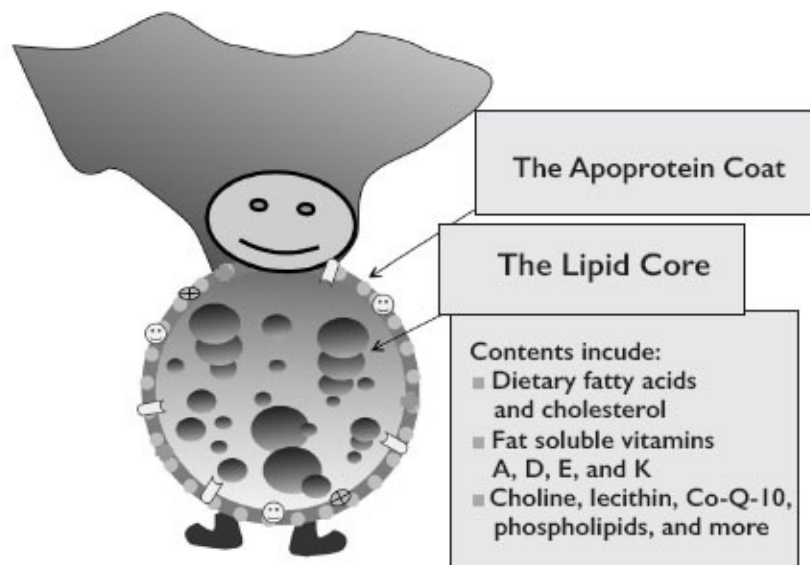 The Apoprotein Coat
The Lipid Core
Contents incude:
■ Dietary fatty acids
and cholesterol
■ Fat soluble vitamins
A, D, E, and K
■ Choline, lecithin, Co-Q-10,
phospholipids, and more